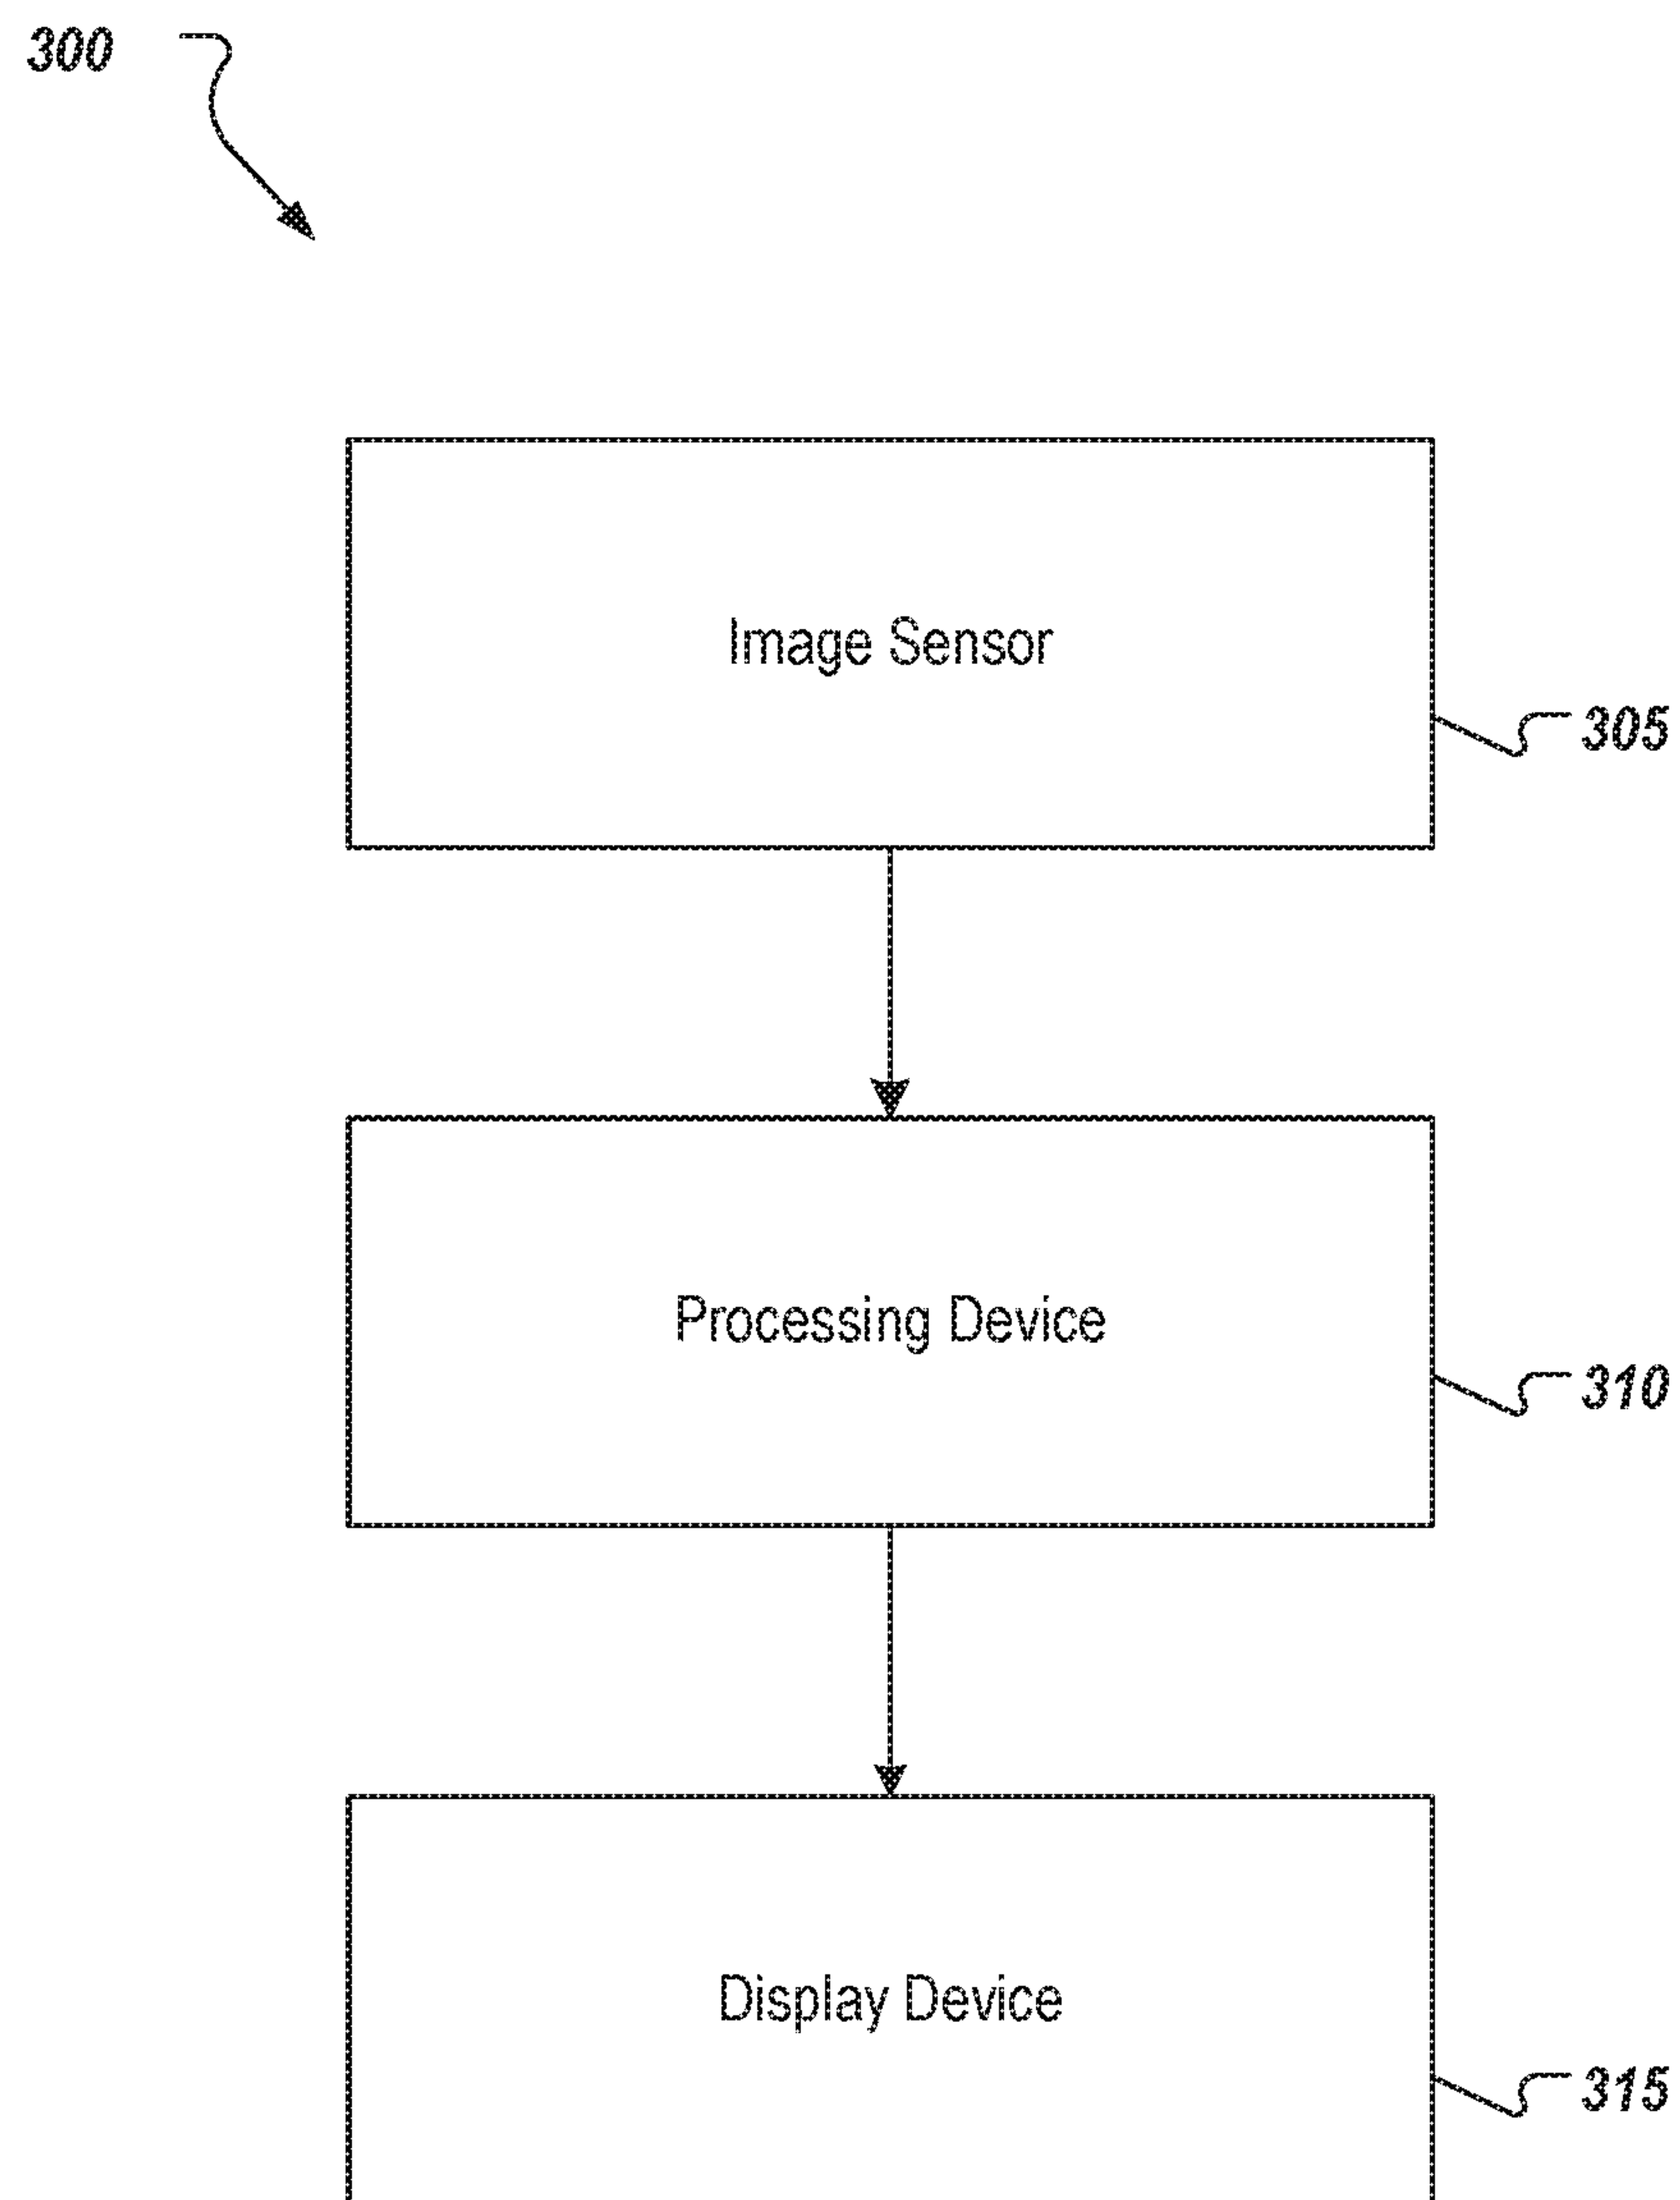 300
Image Sensor
305
Processing Device
310
Display Device
315